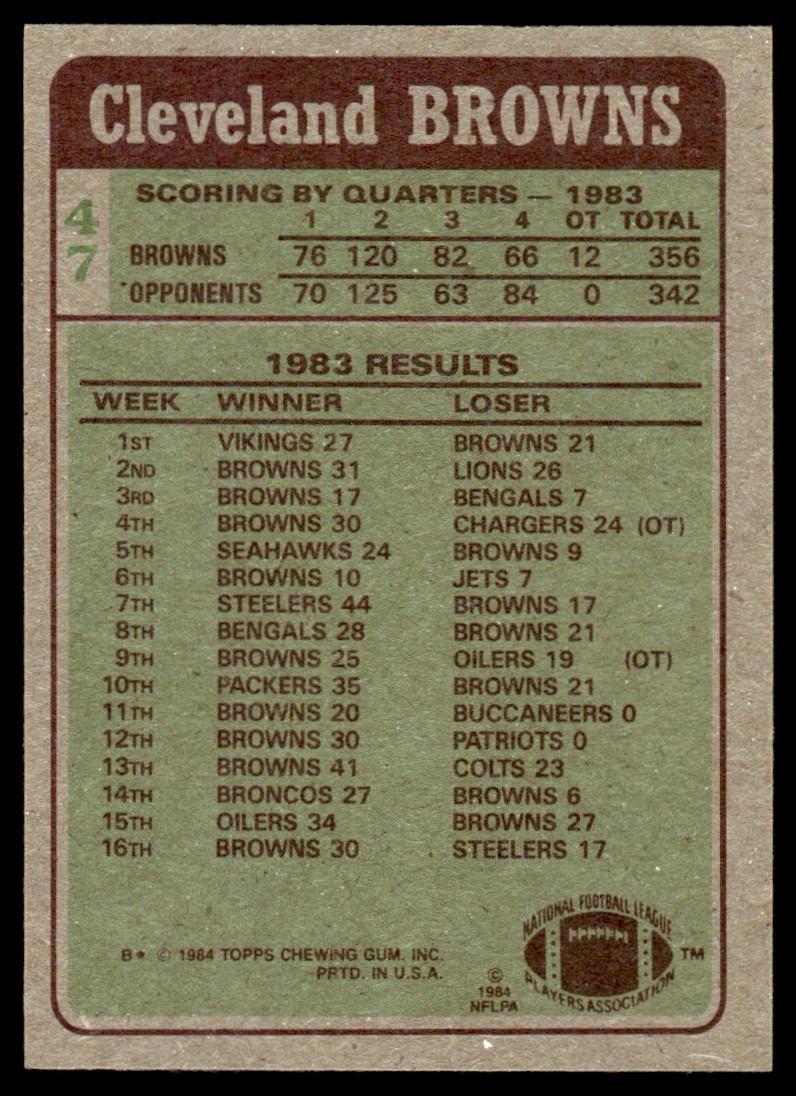 Cleveland BROWNS
47
SCORING BY QUARTERS — 1983
1 2 3 4 OT TOTAL
BROWNS 76 120 82 66 12 356
OPPONENTS 70 125 63 84 0 342
1983 RESULTS
WEEK WINNER LOSER
1ST VIKINGS 27 BROWNS 21
2ND BROWNS 31 LIONS 26
3RD BROWNS 17 BENGALS 7
4TH BROWNS 30 CHARGERS 24 (OT)
5TH SEAHAWKS 24 BROWNS 9
6TH BROWNS 10 JETS 7
7TH STEELERS 44 BROWNS 17
8TH BENGALS 28 BROWNS 21
9TH BROWNS 25 OILERS 19 (OT)
10TH PACKERS 35 BROWNS 21
11TH BROWNS 20 BUCCANEERS 0
12TH BROWNS 30 PATRIOTS 0
13TH BROWNS 41 COLTS 23
14TH BRONCOS 27 BROWNS 6
15TH OILERS 34 BROWNS 27
16TH BROWNS 30 STEELERS 17
B* © 1984 TOPPS CHEWING GUM. INC.
PRTD. IN U.S.A.
© 1984 NFLPA
NATIONAL FOOTBALL LEAGUE
PLAYERS ASSOCIATION
TM